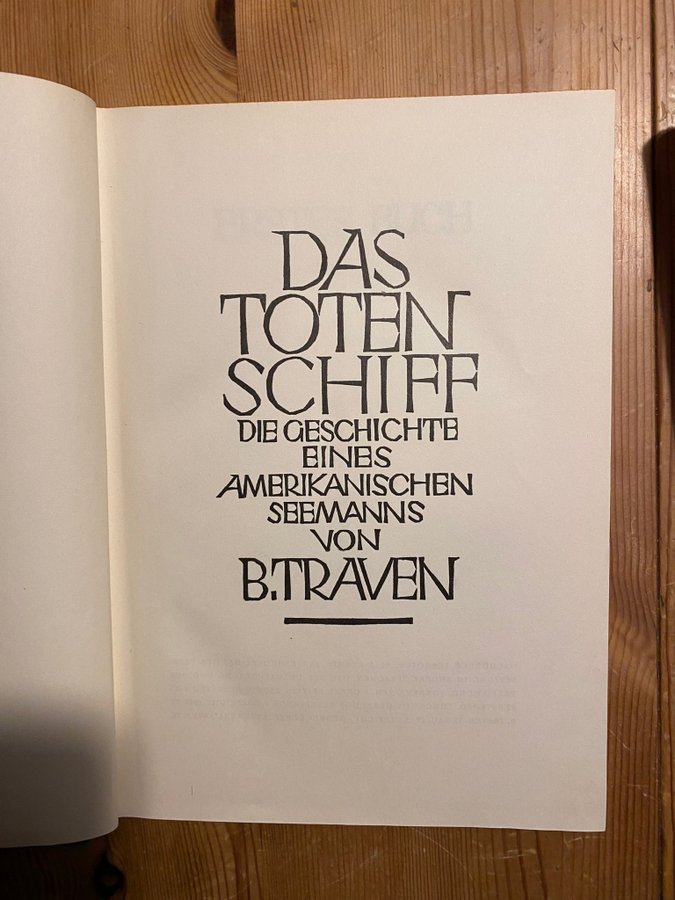 DAS
TOTEN
SCHIFF
DIE GESCHICHTE
EINES
AMERIKANISCHEN
SEEMANNS
VON
B. TRAVEN